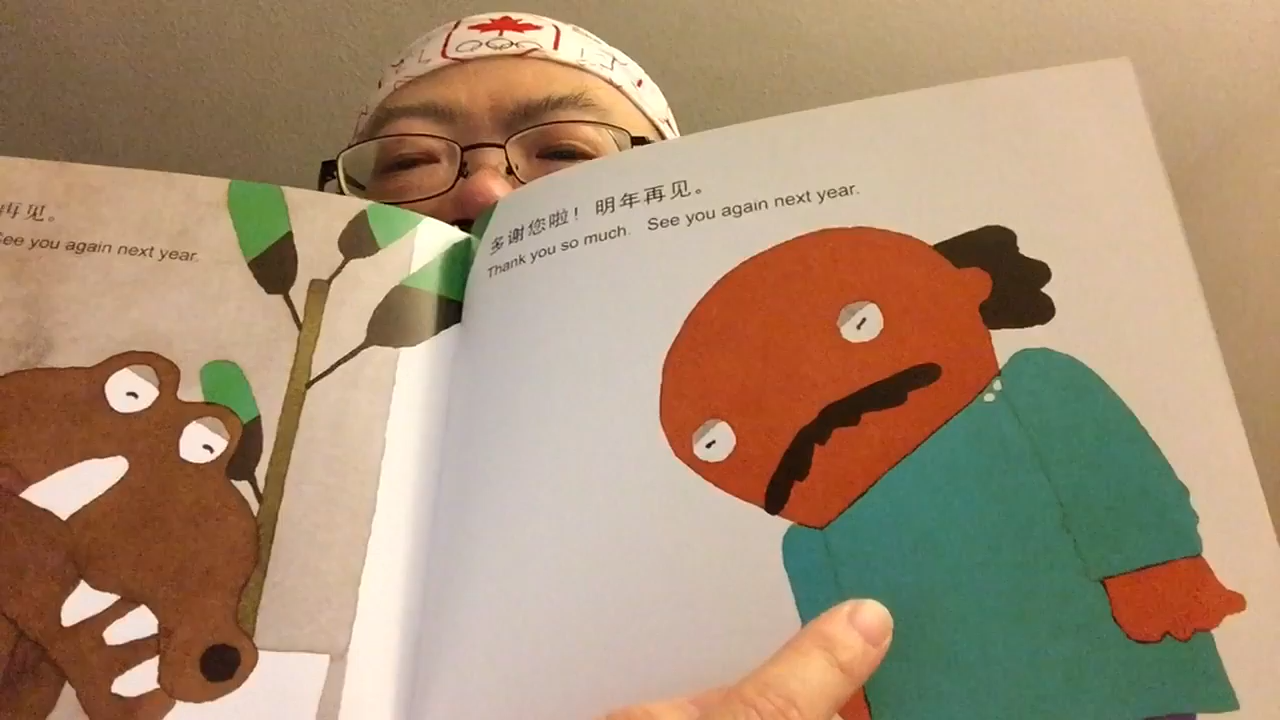 再见。
See you again next year.
多谢您啦！ 明年再见。
Thank you so much. See you again next year.